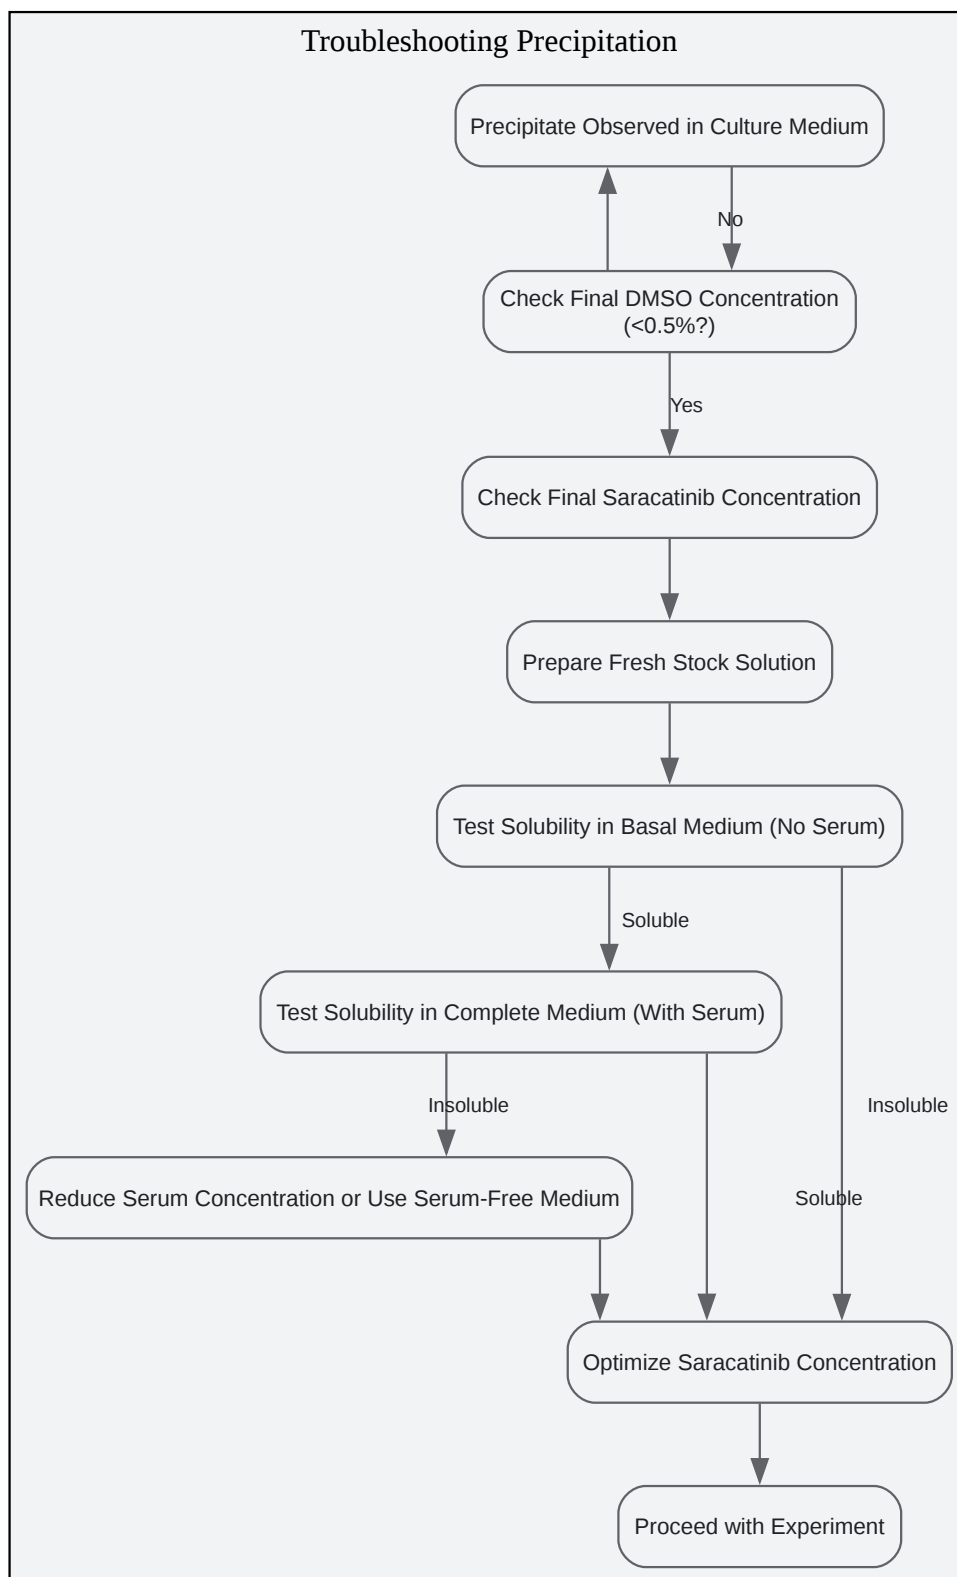 Troubleshooting Precipitation
Precipitate Observed in Culture Medium
No
Check Final DMSO Concentration
(<0.5%?)
Yes
Check Final Saracatinib Concentration
Prepare Fresh Stock Solution
Test Solubility in Basal Medium (No Serum)
Soluble
Test Solubility in Complete Medium (With Serum)
Insoluble
Insoluble
Reduce Serum Concentration or Use Serum-Free Medium
Soluble
Optimize Saracatinib Concentration
Proceed with Experiment